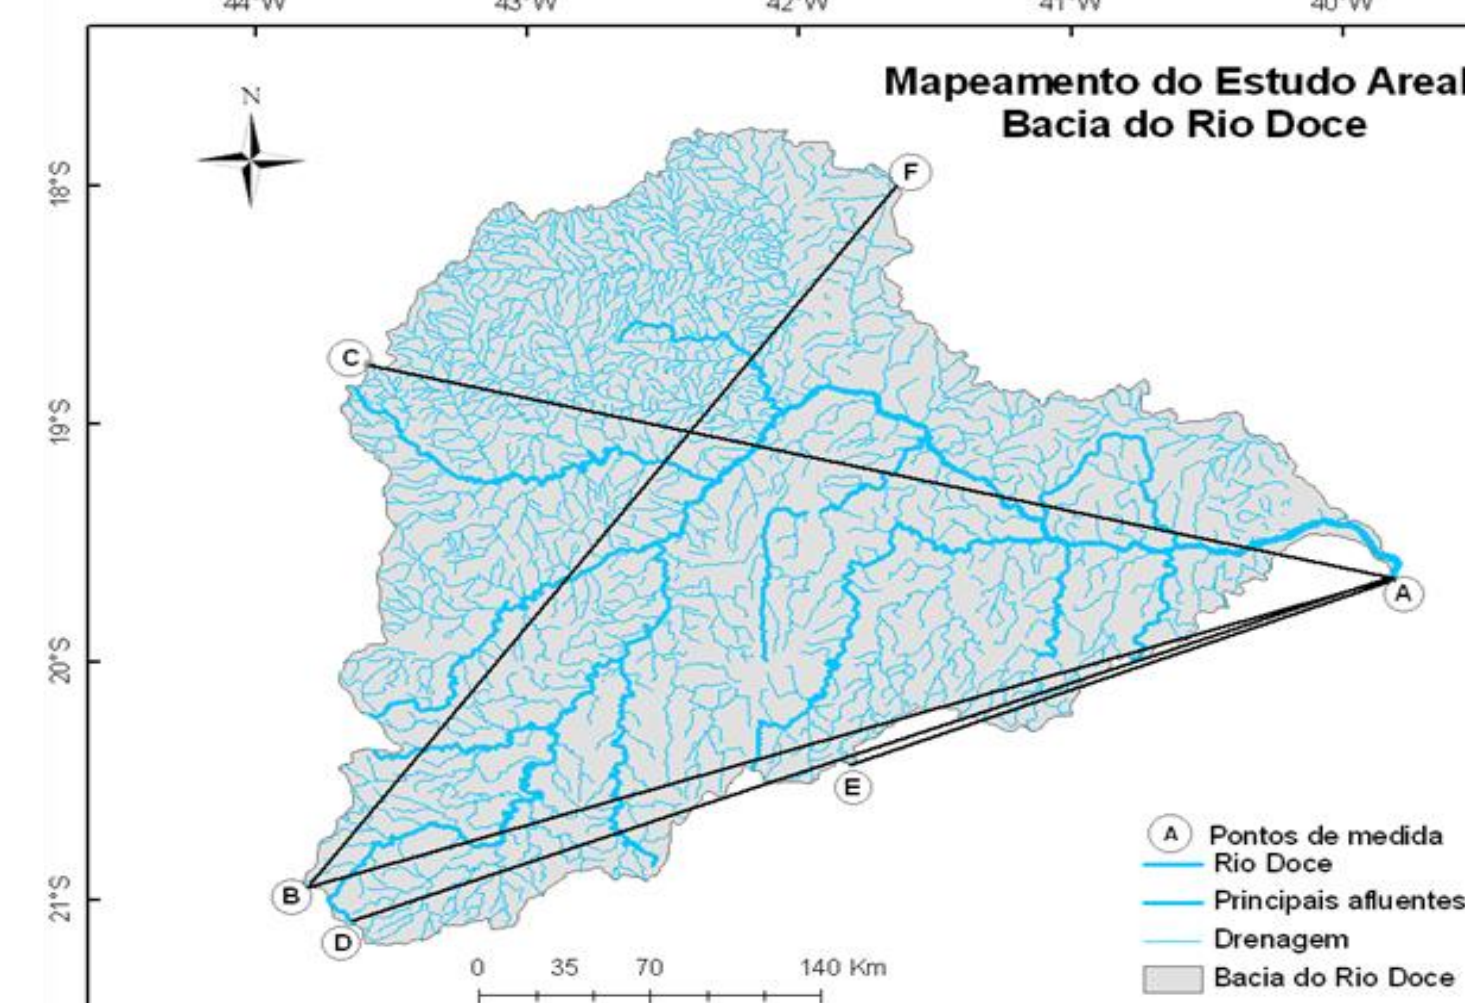 44°W 43°W 42°W 41°W 40°W
Mapeamento do Estudo Areal
Bacia do Rio Doce
N
18°S
F
C
19°S
A
20°S
E
B
21°S
D
A Pontos de medida
Rio Doce
Principais afluentes
Drenagem
Bacia do Rio Doce
0 35 70 140 Km